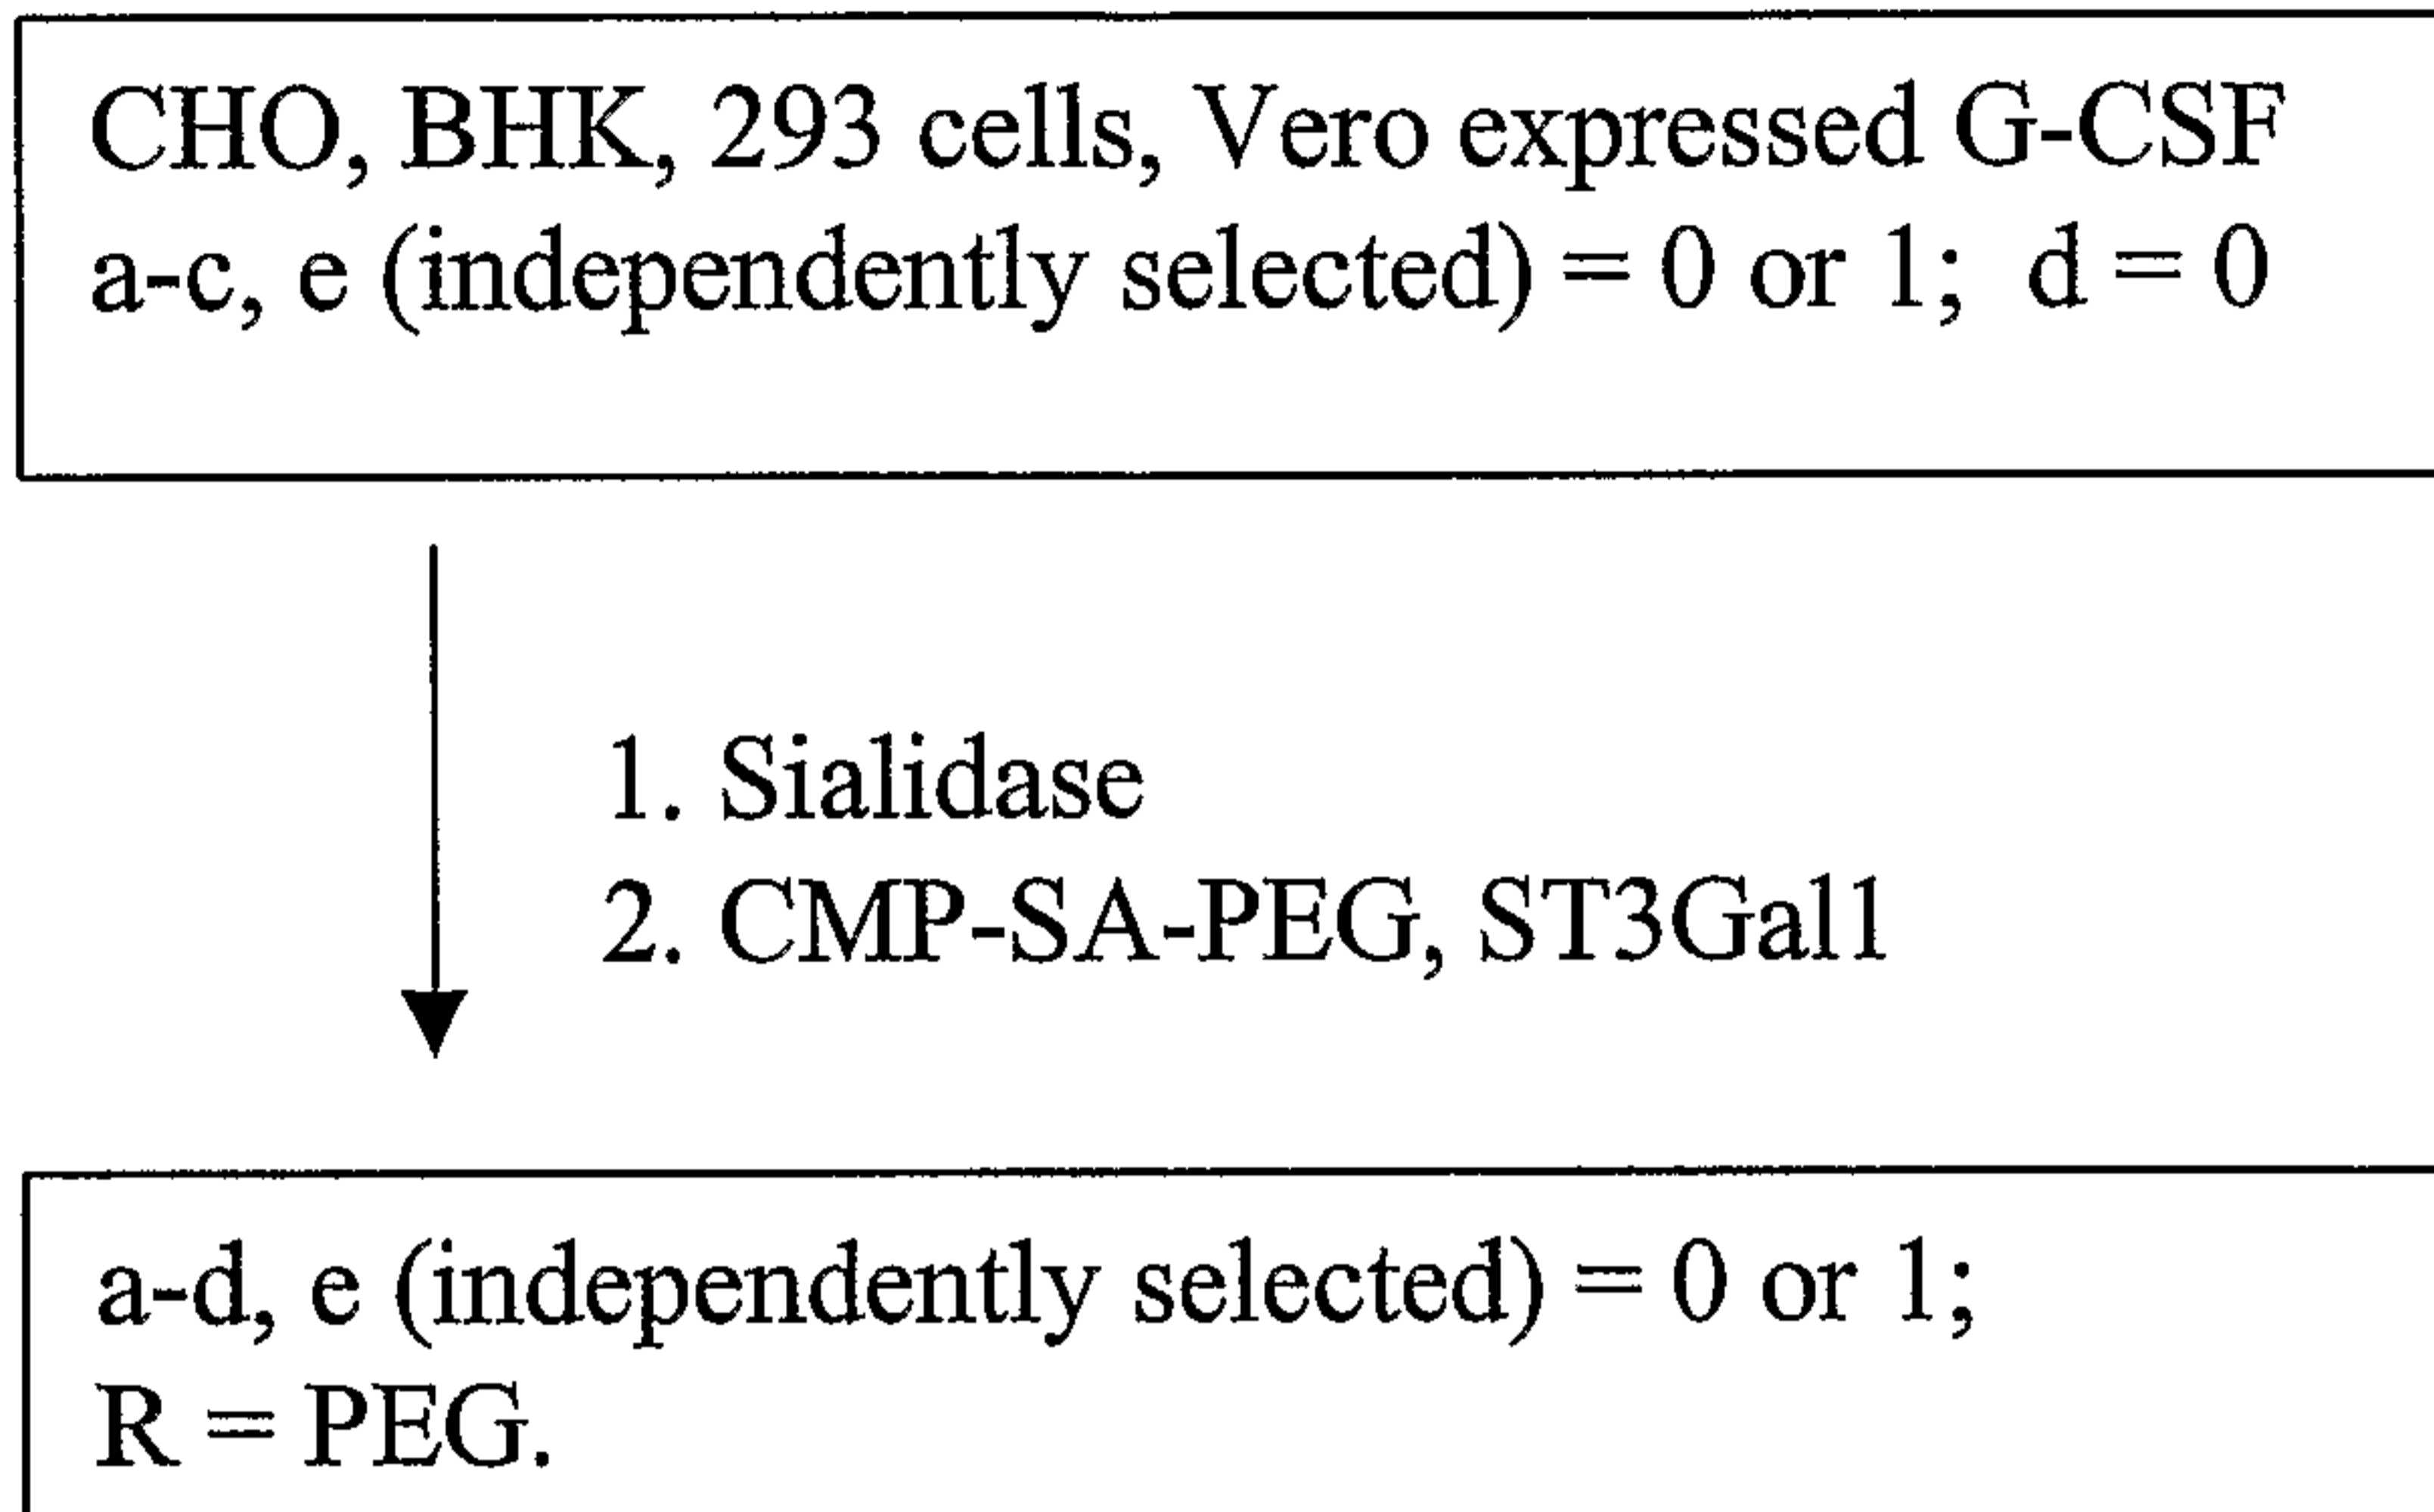 CHO, BHK, 293 cells, Vero expressed G-CSF
a-c, e (independently selected) = 0 or 1; d = 0
1. Sialidase
2. CMP-SA-PEG, ST3Gal1
a-d, e (independently selected) = 0 or 1;
R = PEG.